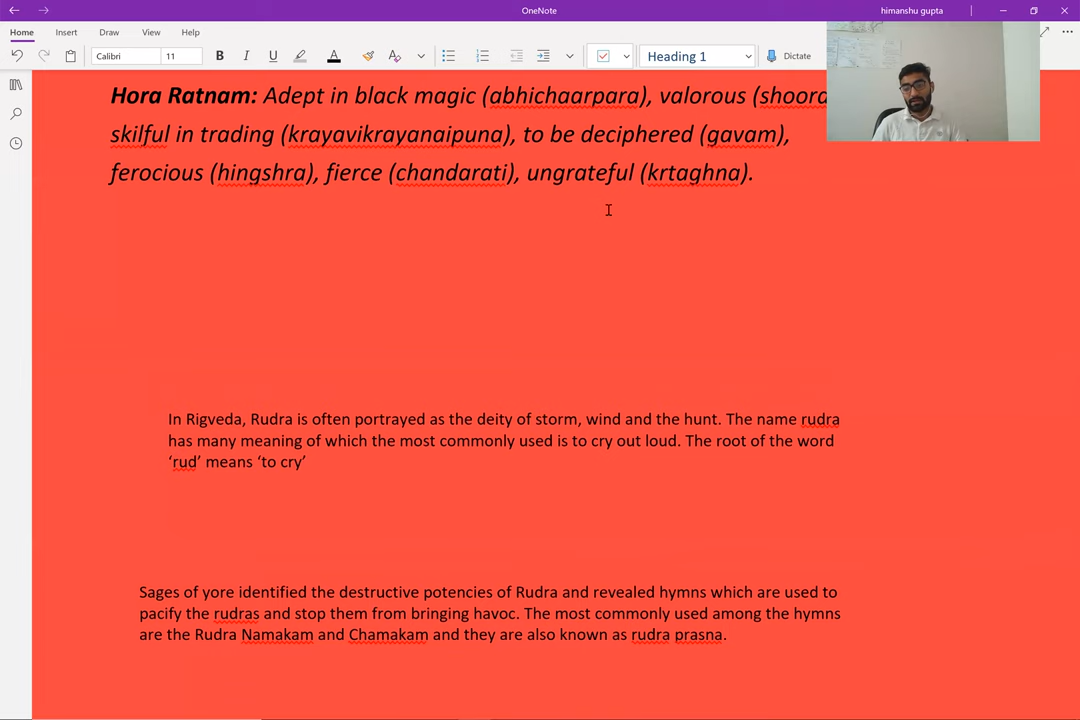 OneNote
himanshu gupta
Home Insert Draw View Help
Calibri 11 B I U A Heading 1 Dictate
Hora Ratnam: Adept in black magic (abhichaarpara), valorous (shoora
skilful in trading (krayavikrayanaipuna), to be deciphered (gavam),
ferocious (hingshra), fierce (chandarati), ungrateful (krtaghna).
In Rigveda, Rudra is often portrayed as the deity of storm, wind and the hunt. The name rudra
has many meaning of which the most commonly used is to cry out loud. The root of the word
‘rud’ means ‘to cry’
Sages of yore identified the destructive potencies of Rudra and revealed hymns which are used to
pacify the rudras and stop them from bringing havoc. The most commonly used among the hymns
are the Rudra Namakam and Chamakam and they are also known as rudra prasna.